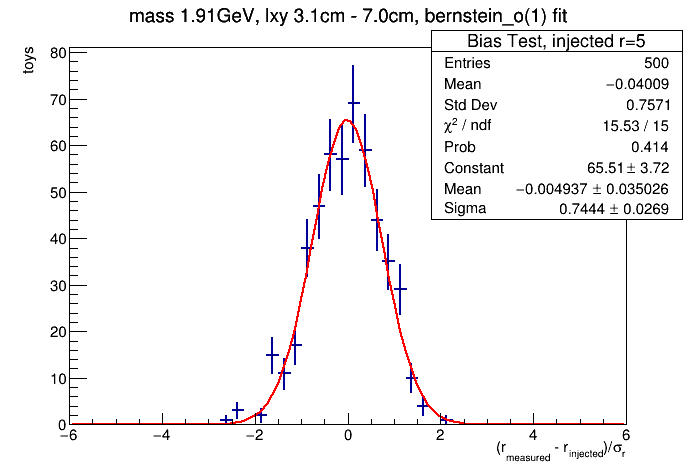 mass 1.91GeV, lxy 3.1cm - 7.0cm, bernstein_o(1) fit
Bias Test, injected r=5
Entries 500
Mean −0.04009
Std Dev 0.7571
χ² / ndf 15.53 / 15
Prob 0.414
Constant 65.51 ± 3.72
Mean −0.004937 ± 0.035026
Sigma 0.7444 ± 0.0269
toys
80
70
60
50
40
30
20
10
0
−6 −4 −2 0 2 4 6
(r_measured - r_injected)/σ_r